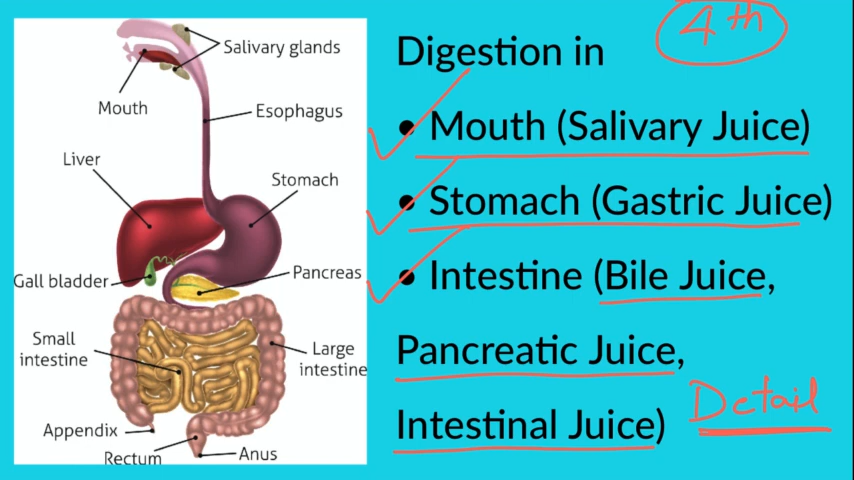 Salivary glands
Mouth
Esophagus
Liver
Stomach
Gall bladder
Pancreas
Small
intestine
Large
intestine
Appendix
Rectum
Anus
4th
Digestion in
• Mouth (Salivary Juice)
• Stomach (Gastric Juice)
• Intestine (Bile Juice,
Pancreatic Juice,
Intestinal Juice)
Detail